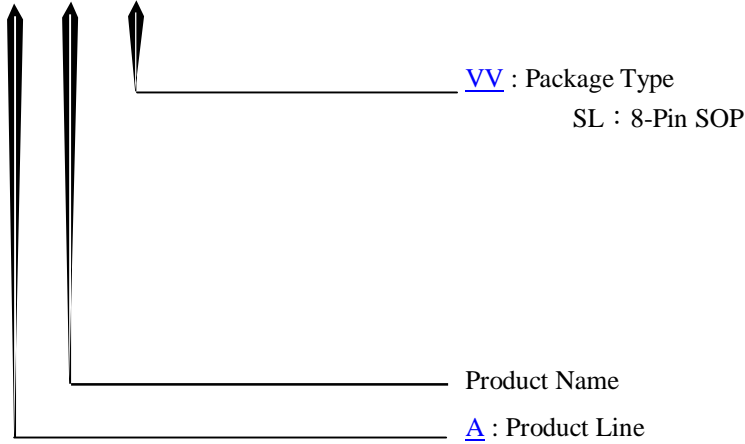 VV : Package Type
SL：8-Pin SOP
Product Name
A : Product Line